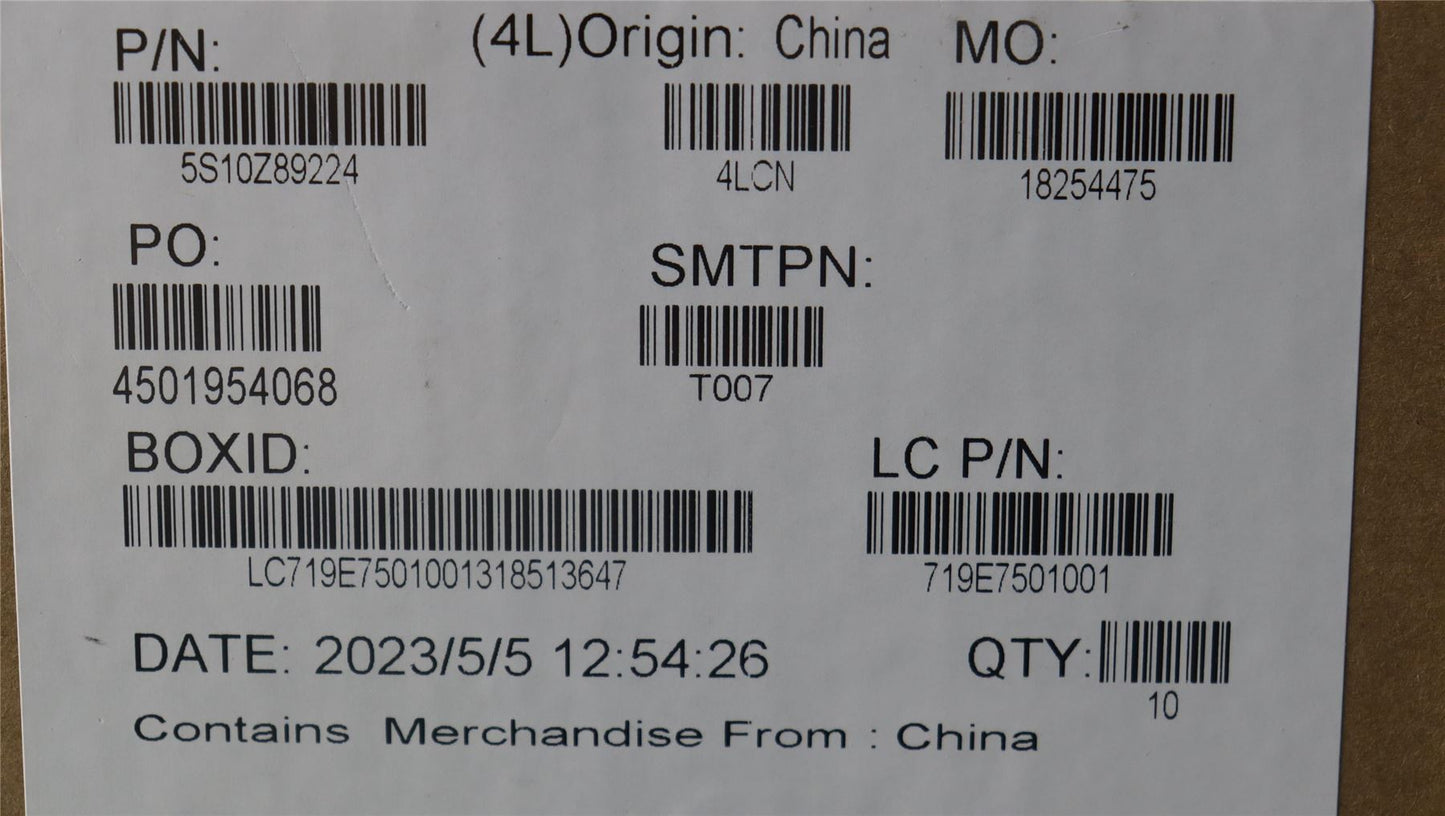 P/N: (4L)Origin: China MO:
5S10Z89224 4LCN 18254475
PO: SMTPN:
4501954068 T007
BOXID: LC P/N:
LC719E7501001318513647 719E7501001
DATE: 2023/5/5 12:54:26 QTY:
10
Contains Merchandise From : China